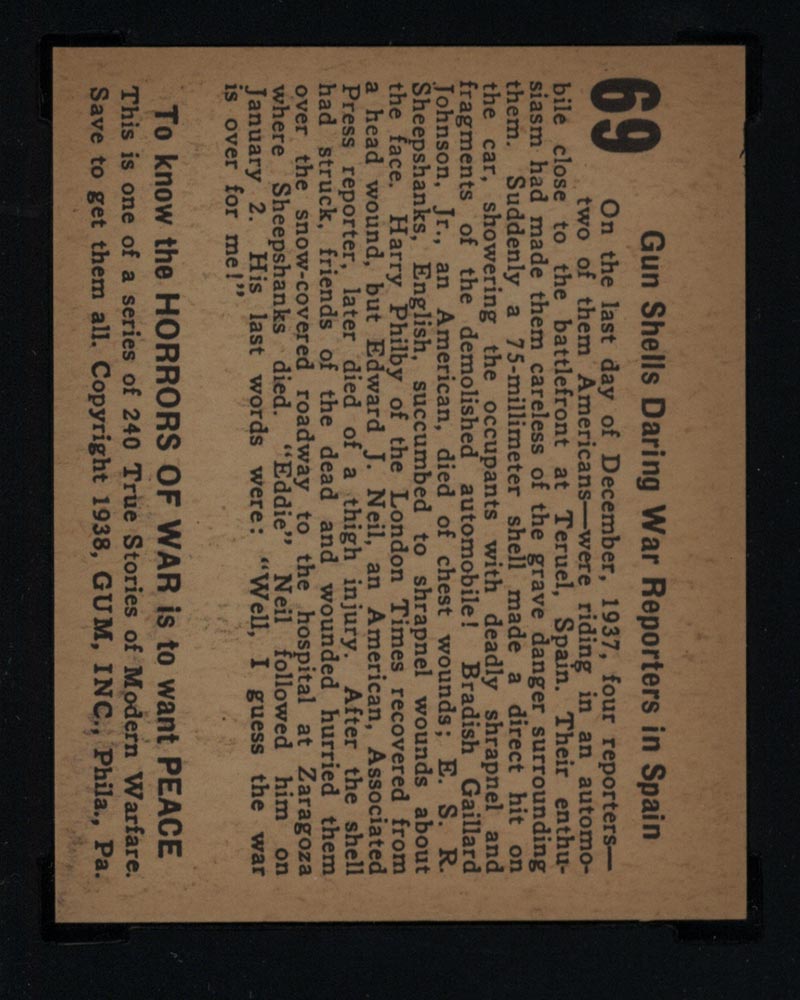 69
Gun Shells Daring War Reporters in Spain
On the last day of December, 1937, four reporters—
two of them Americans—were riding in an automo-
bile close to the battlefront at Teruel, Spain. Their enthu-
siasm had made them careless of the grave danger surrounding
them. Suddenly a 75-millimeter shell made a direct hit on
the car, showering the occupants with deadly shrapnel and
fragments of the demolished automobile! Bradish Gaillard
Johnson, Jr., an American, died of chest wounds; E. S. R.
Sheepshanks, English, succumbed to shrapnel wounds about
the face. Harry Philby of the London Times recovered from
a head wound, but Edward J. Neil, an American, Associated
Press reporter, later died of a thigh injury. After the shell
had struck, friends of the dead and wounded hurried them
over the snow-covered roadway to the hospital at Zaragoza
where Sheepshanks died. "Eddie" Neil followed him on
January 2. His last words were: "Well, I guess the war
is over for me!"
To know the HORRORS OF WAR is to want PEACE
This is one of a series of 240 True Stories of Modern Warfare.
Save to get them all. Copyright 1938, GUM, INC., Phila., Pa.